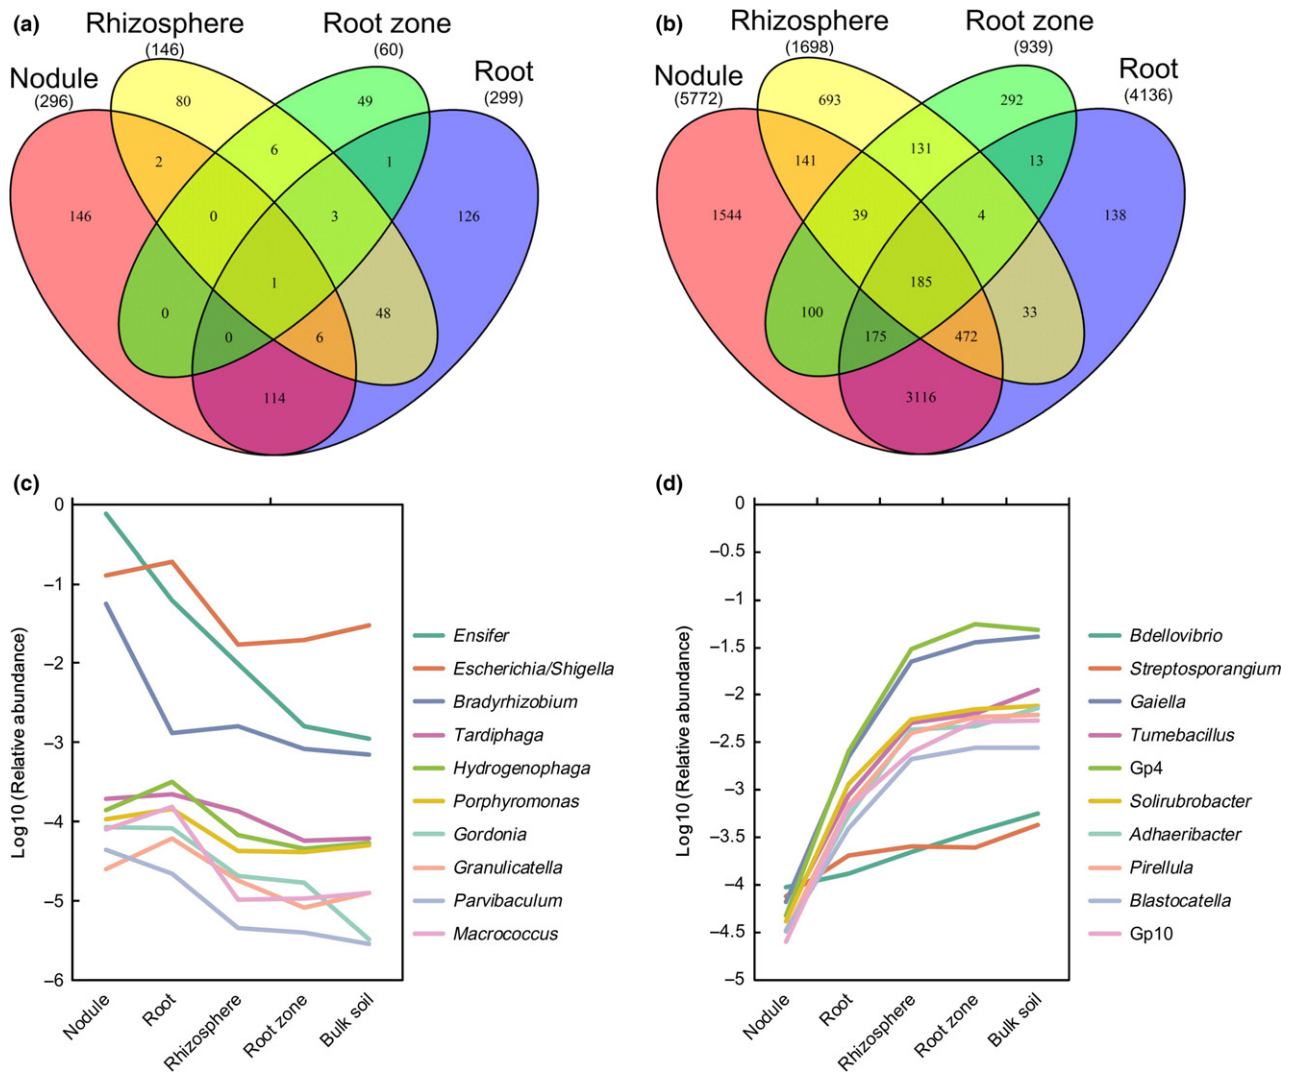 (a)
Rhizosphere
(146)
Root zone
(60)
Nodule
(296)
Root
(299)
80
49
2
6
1
146
0
3
126
1
0
0
6
48
114
(b)
Rhizosphere
(1698)
Root zone
(939)
Nodule
(5772)
Root
(4136)
693
292
141
131
13
1544
39
4
138
185
100
175
472
33
3116
(c)
Log10 (Relative abundance)
0
–1
–2
–3
–4
–5
–6
Nodule
Root
Rhizosphere
Root zone
Bulk soil
Ensifer
Escherichia/Shigella
Bradyrhizobium
Tardiphaga
Hydrogenophaga
Porphyromonas
Gordonia
Granulicatella
Parvibaculum
Macrococcus
(d)
Log10 (Relative abundance)
0
–0.5
–1
–1.5
–2
–2.5
–3
–3.5
–4
–4.5
–5
Nodule
Root
Rhizosphere
Root zone
Bulk soil
Bdellovibrio
Streptosporangium
Gaiella
Tumebacillus
Gp4
Solirubrobacter
Adhaeribacter
Pirellula
Blastocatella
Gp10